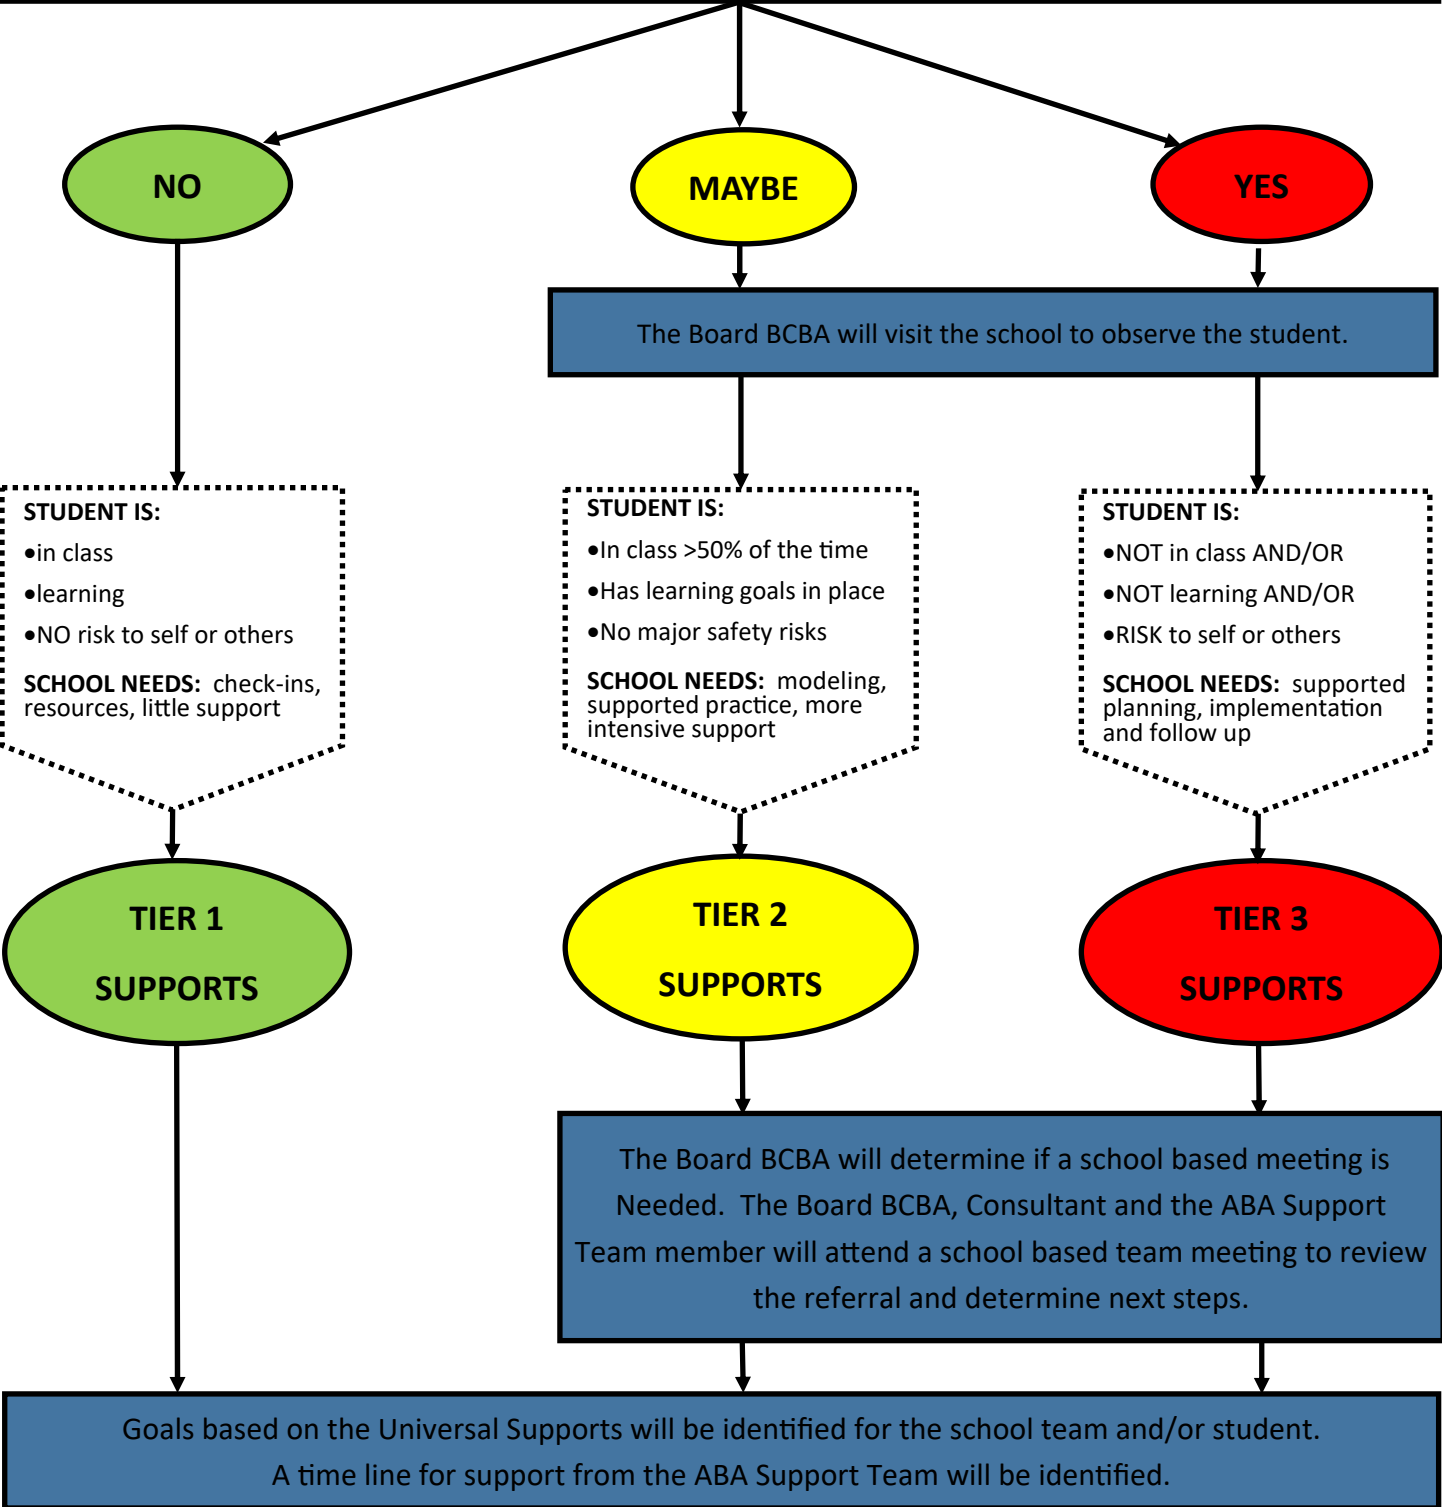 NO
MAYBE
YES
The Board BCBA will visit the school to observe the student.
STUDENT IS:
•in class
•learning
•NO risk to self or others
SCHOOL NEEDS:  check-ins,
resources, little support
STUDENT IS:
•In class >50% of the time
•Has learning goals in place
•No major safety risks
SCHOOL NEEDS:  modeling,
supported practice, more
intensive support
STUDENT IS:
•NOT in class AND/OR
•NOT learning AND/OR
•RISK to self or others
SCHOOL NEEDS:  supported
planning, implementation
and follow up
TIER 1
SUPPORTS
TIER 2
SUPPORTS
TIER 3
SUPPORTS
The Board BCBA will determine if a school based meeting is
Needed.  The Board BCBA, Consultant and the ABA Support
Team member will attend a school based team meeting to review
the referral and determine next steps.
Goals based on the Universal Supports will be identified for the school team and/or student.
A time line for support from the ABA Support Team will be identified.